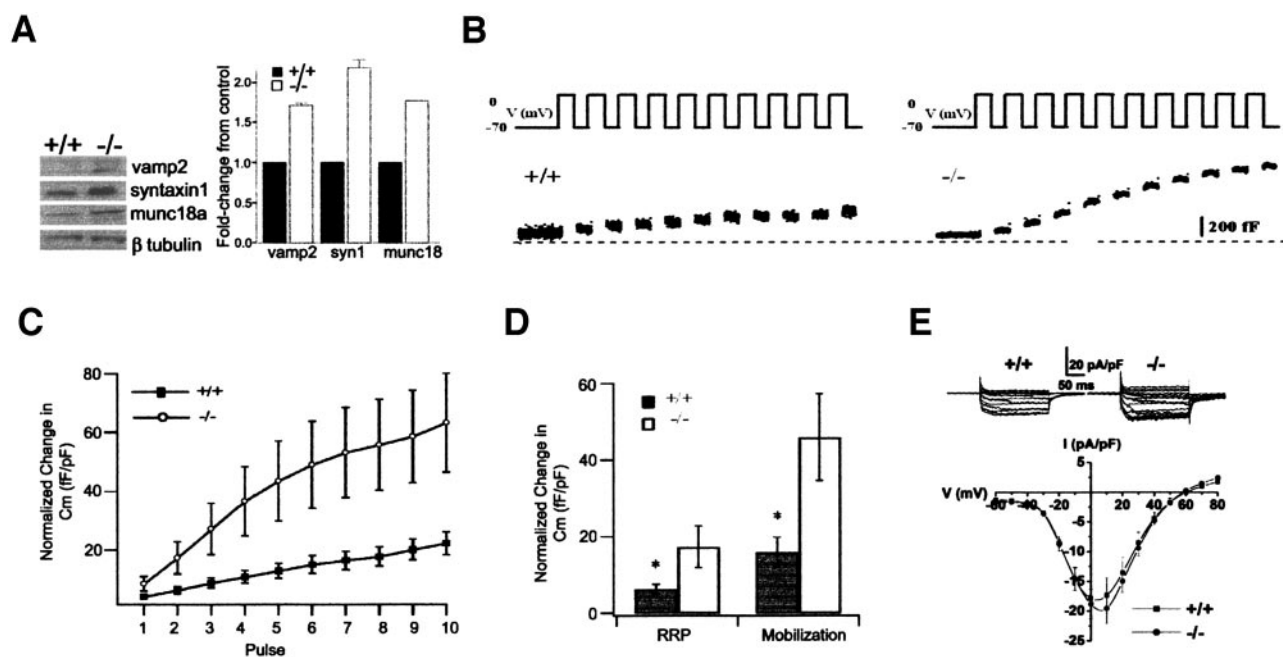 A
+/+ -/-
vamp2
syntaxin1
munc18a
β tubulin
Fold-change from control
2.0
1.5
1.0
0.5
0.0
+/+
-/-
vamp2 syn1 munc18
B
0
V (mV)
-70
+/+
0
V (mV)
-70
-/-
200 fF
C
Normalized Change in
Cm (fF/pF)
80
60
40
20
+/+
-/-
1 2 3 4 5 6 7 8 9 10
Pulse
D
Normalized Change in
Cm (fF/pF)
60
40
20
0
+/+
-/-
*
*
RRP Mobilization
E
+/+ 20 pA/pF -/-
50 ms
I (pA/pF)
V (mV)
5
-60 -40 -20 20 40 60 80
-5
-10
-15
-20
-25
+/+
-/-